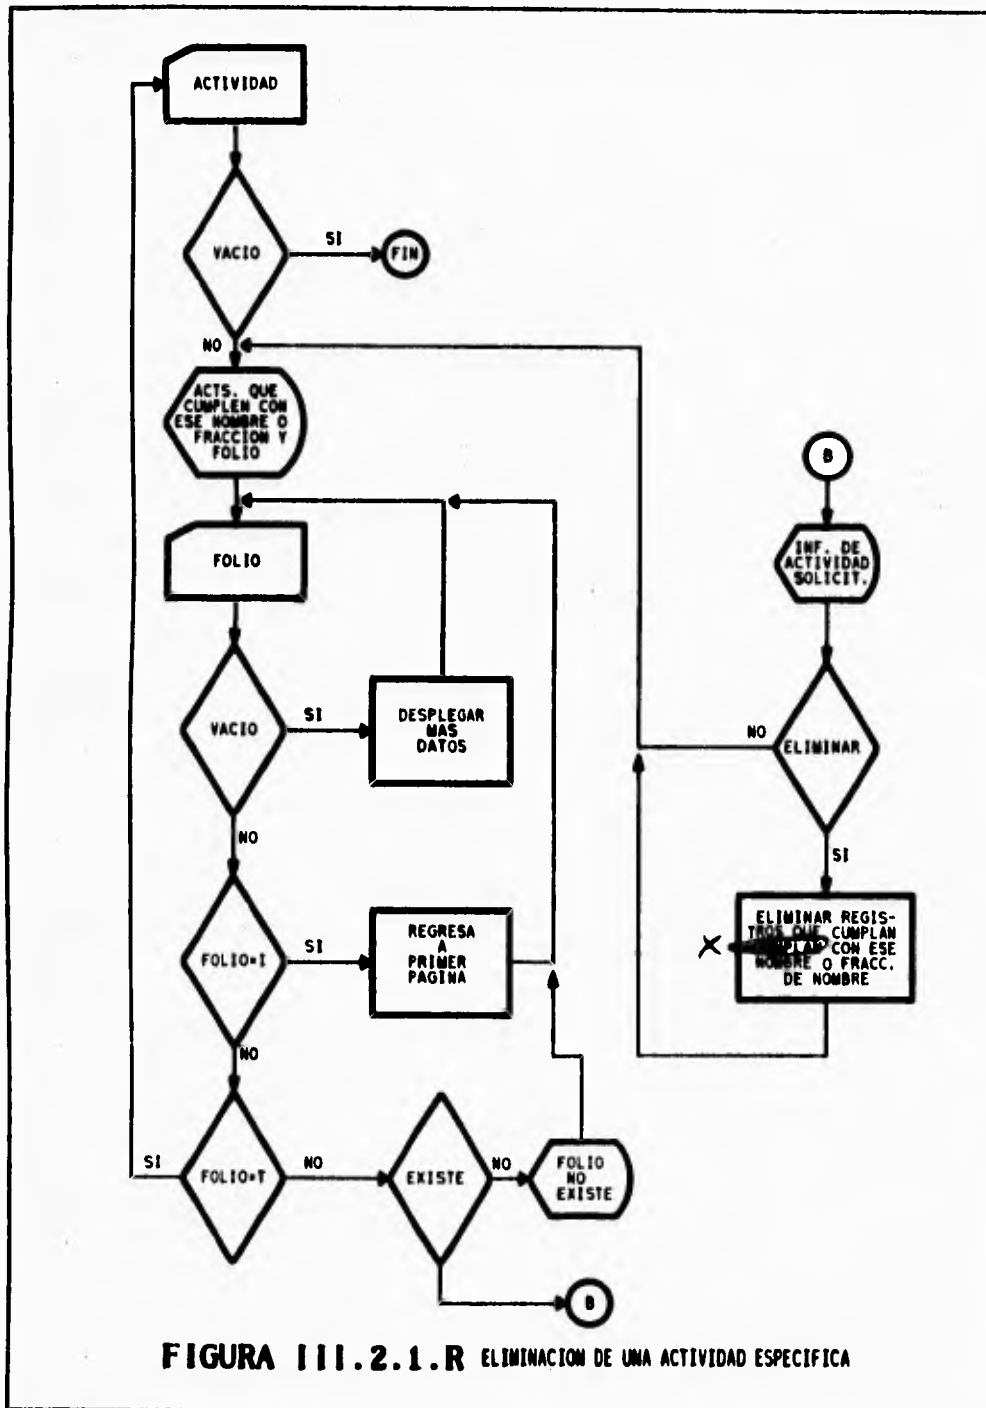 ACTIVIDAD
VACIO
SI
FIN
NO
ACTS. QUE
CUMPLEN CON
ESE NOMBRE O
FRACCION Y
FOLIO
FOLIO
VACIO
SI
DESPLEGAR
MAS
DATOS
NO
FOLIO=I
SI
REGRESA
A
PRIMER
PAGINA
NO
FOLIO=T
SI
NO
EXISTE
NO
FOLIO
NO
EXISTE
B
B
INF. DE
ACTIVIDAD
SOLICIT.
ELIMINAR
NO
SI
ELIMINAR REGIS-
TROS QUE CUMPLAN
CON ESE
NOMBRE O FRACC.
DE NOMBRE
X
FIGURA III.2.1.R ELIMINACION DE UNA ACTIVIDAD ESPECIFICA